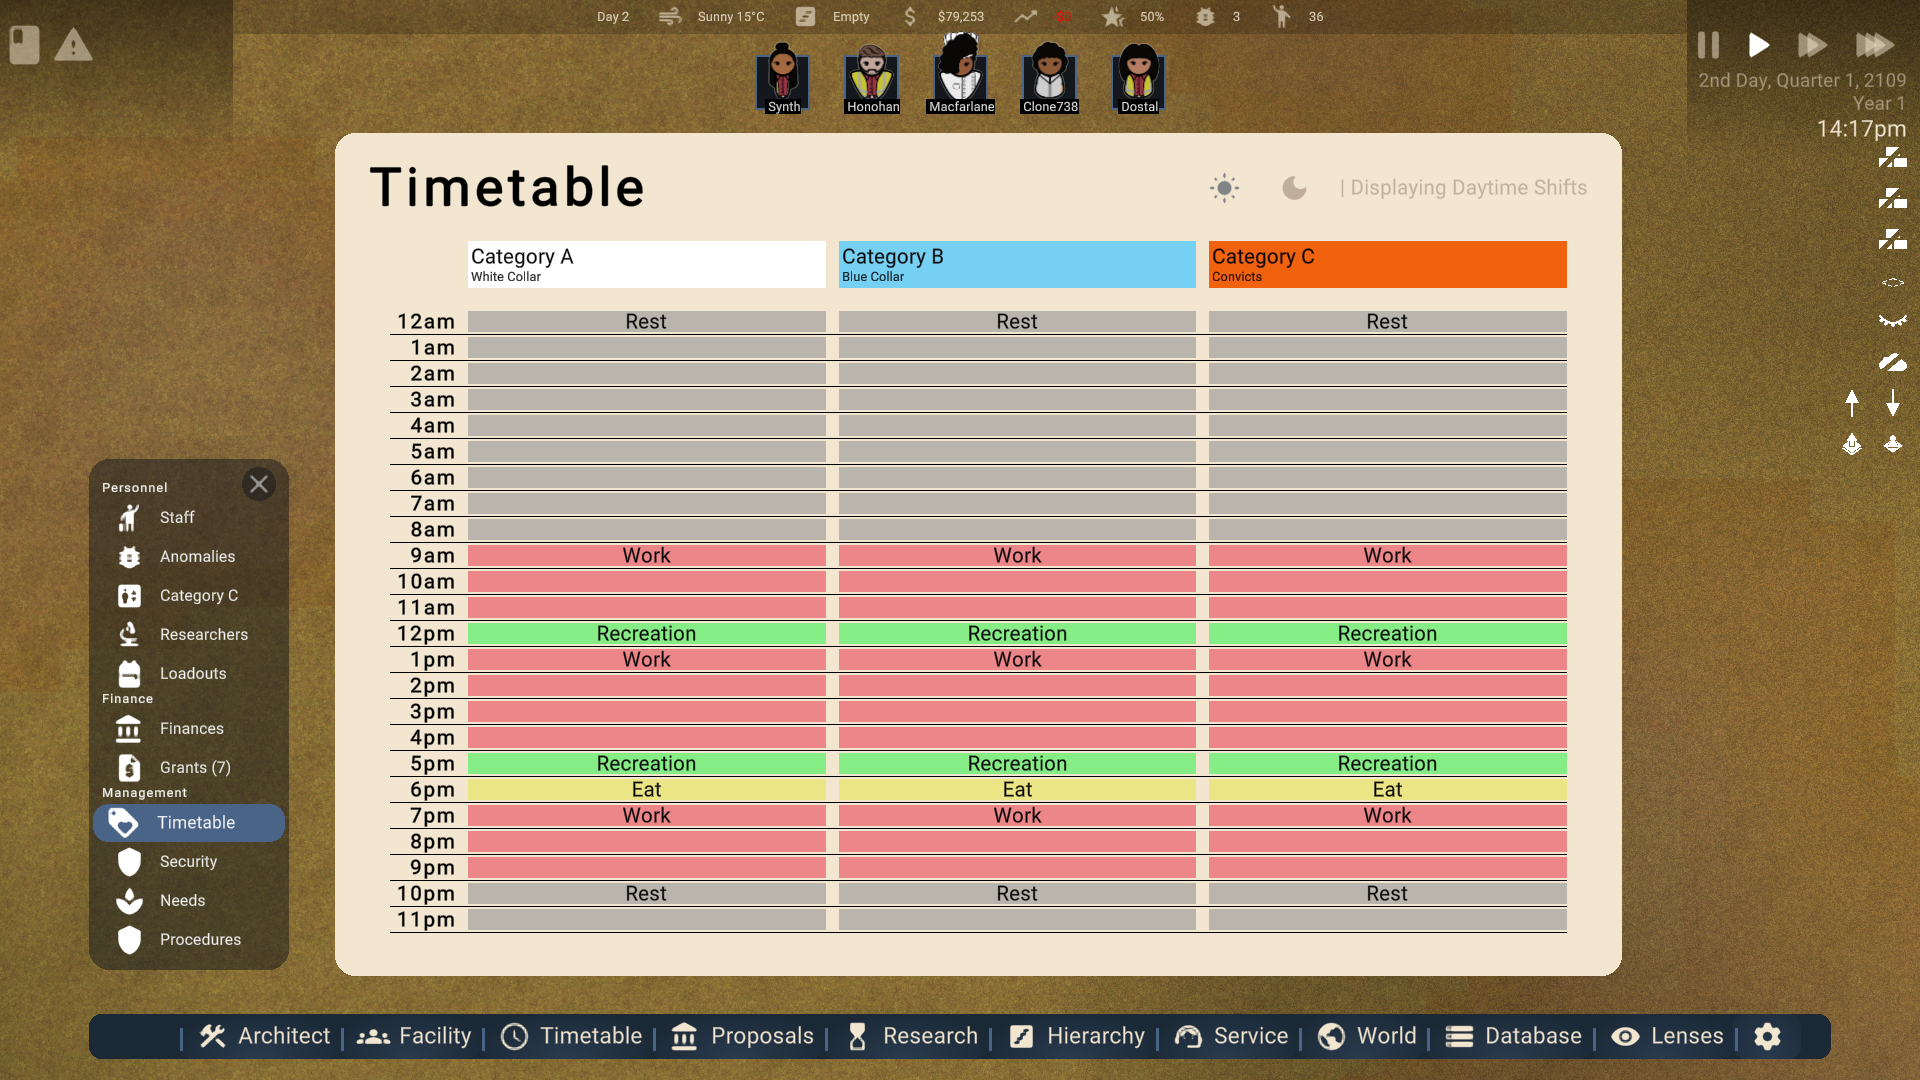 Day 2
Sunny 15°C
Empty
$79,253
$0
50%
3
36
2nd Day, Quarter 1, 2109
Year 1
14:17pm
Synth
Honohan
Macfarlane
Clone738
Dostal
Timetable
| Displaying Daytime Shifts
Category A
White Collar
Category B
Blue Collar
Category C
Convicts
12am Rest Rest Rest
1am
2am
3am
4am
5am
6am
7am
8am
9am Work Work Work
10am
11am
12pm Recreation Recreation Recreation
1pm Work Work Work
2pm
3pm
4pm
5pm Recreation Recreation Recreation
6pm Eat Eat Eat
7pm Work Work Work
8pm
9pm
10pm Rest Rest Rest
11pm
Personnel
Staff
Anomalies
Category C
Researchers
Loadouts
Finance
Finances
Grants (7)
Management
Timetable
Security
Needs
Procedures
Architect
Facility
Timetable
Proposals
Research
Hierarchy
Service
World
Database
Lenses